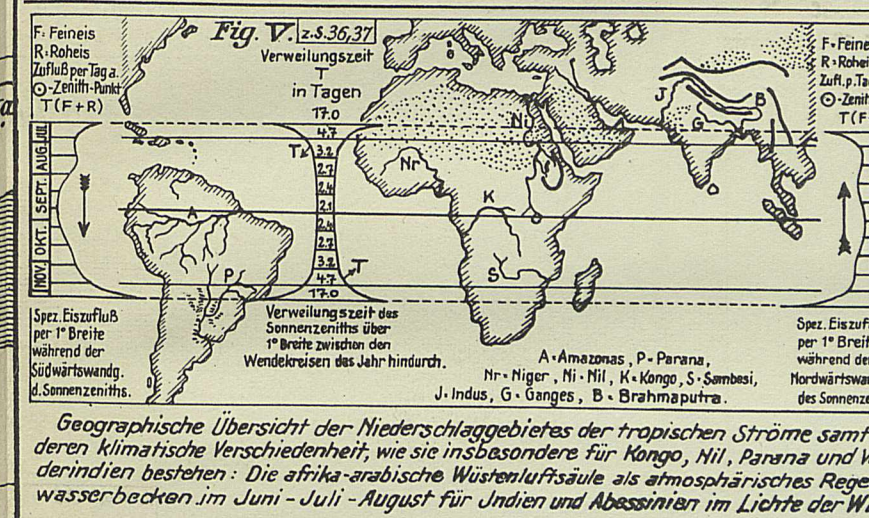 Fig. V. z.S.36,37
F: Feineis
R: Roheis
Zufluß per Tag a.
⊙-Zenith-Punkt
T(F+R)
Verweilungszeit
T
in Tagen
17.0
4.7
3.2
2.7
2.4
2.1
2.4
2.7
3.2
4.7
17.0
T
T
JUL.
AUG.
SEPT.
OKT.
NOV.
A
P
Nr
Ni
K
S
J
G
B
F=Feine
R=Rohei
Zufl.p.Ta
⊙-Zenit
T(F
Spez. Eiszufluß
per 1° Breite
während der
Südwärtswandg.
d. Sonnenzeniths.
Verweilungszeit des
Sonnenzeniths über
1° Breite zwischen den
Wendekreisen das Jahr hindurch.
A=Amazonas, P=Parana,
Nr=Niger, Ni=Nil, K=Kongo, S=Sambesi,
J=Indus, G=Ganges, B=Brahmaputra.
Spez. Eiszuf
per 1° Breit
während de
Nordwärtswa
des Sonnenze
Geographische Übersicht der Niederschlaggebietes der tropischen Ströme samt
deren klimatische Verschiedenheit, wie sie insbesondere für Kongo, Nil, Parana und V
derindien bestehen: Die afrika-arabische Wüstenluftsäule als atmosphärisches Rege
wasserbecken im Juni-Juli-August für Jndien und Abessinien im Lichte der W